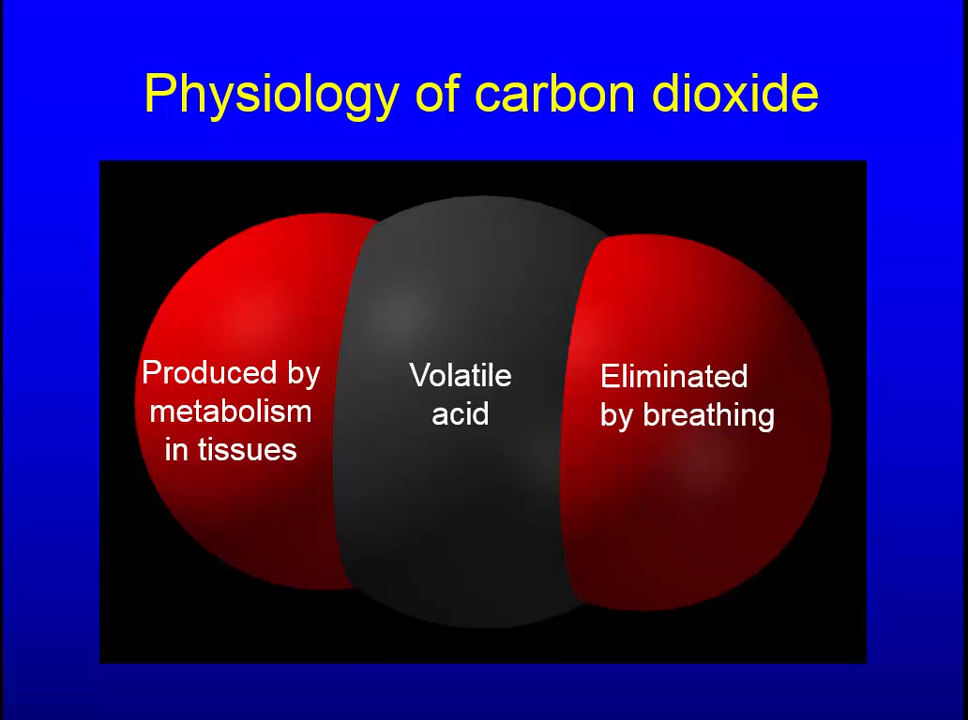 Physiology of carbon dioxide
Produced by
metabolism
in tissues
Volatile
acid
Eliminated
by breathing